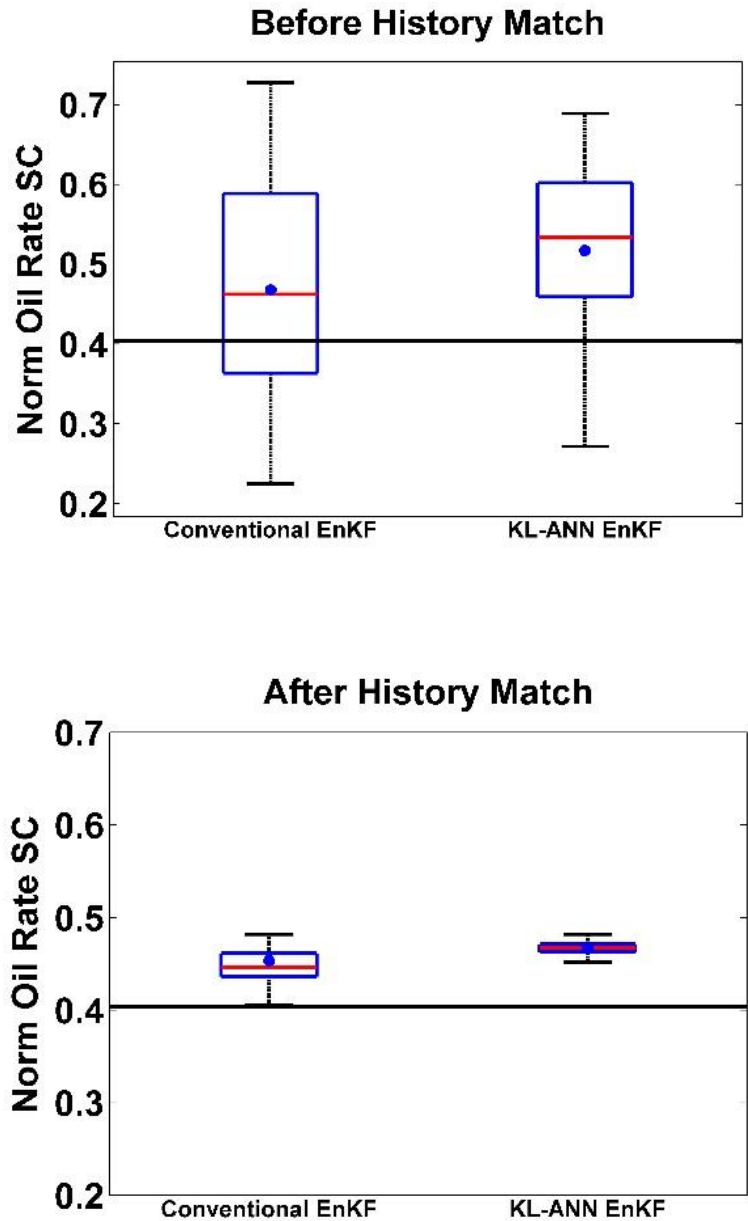 Before History Match
Norm Oil Rate SC
0.7
0.6
0.5
0.4
0.3
0.2
Conventional EnKF KL-ANN EnKF
After History Match
Norm Oil Rate SC
0.7
0.6
0.5
0.4
0.3
0.2
Conventional EnKF KL-ANN EnKF